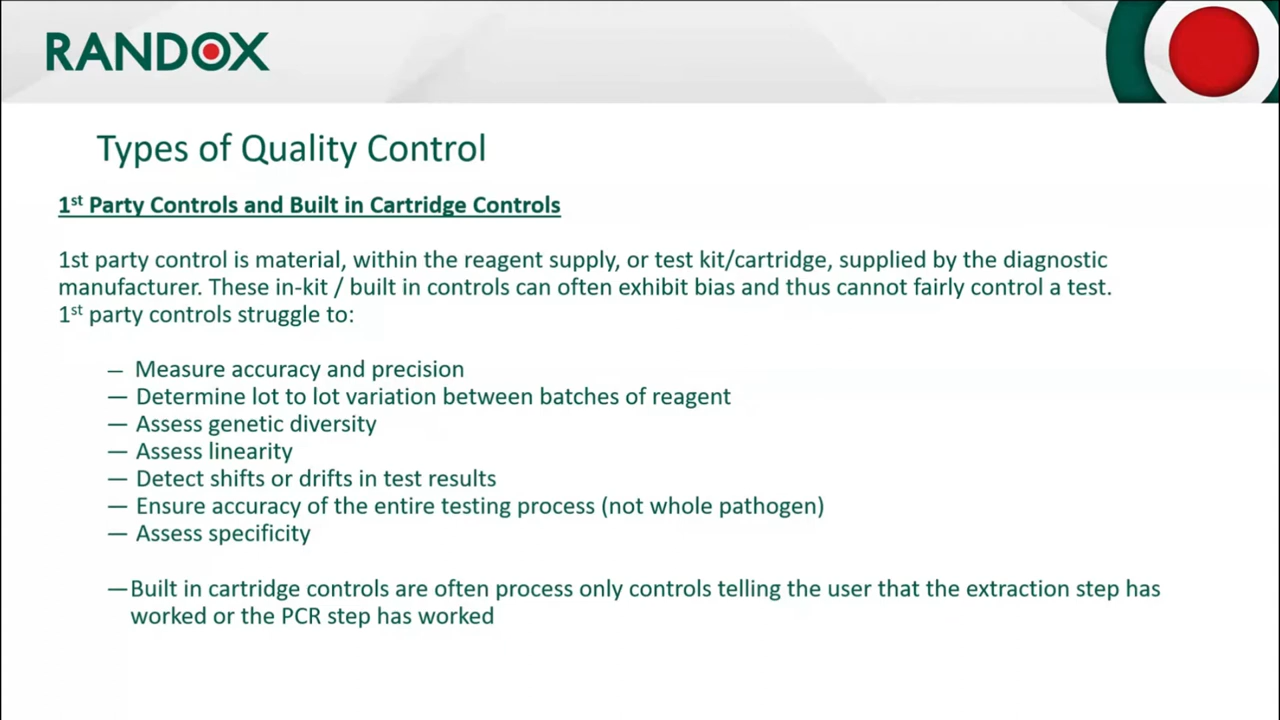 RANDOX
Types of Quality Control
1st Party Controls and Built in Cartridge Controls
1st party control is material, within the reagent supply, or test kit/cartridge, supplied by the diagnostic
manufacturer. These in-kit / built in controls can often exhibit bias and thus cannot fairly control a test.
1st party controls struggle to:
— Measure accuracy and precision
— Determine lot to lot variation between batches of reagent
— Assess genetic diversity
— Assess linearity
— Detect shifts or drifts in test results
— Ensure accuracy of the entire testing process (not whole pathogen)
— Assess specificity
—Built in cartridge controls are often process only controls telling the user that the extraction step has
worked or the PCR step has worked